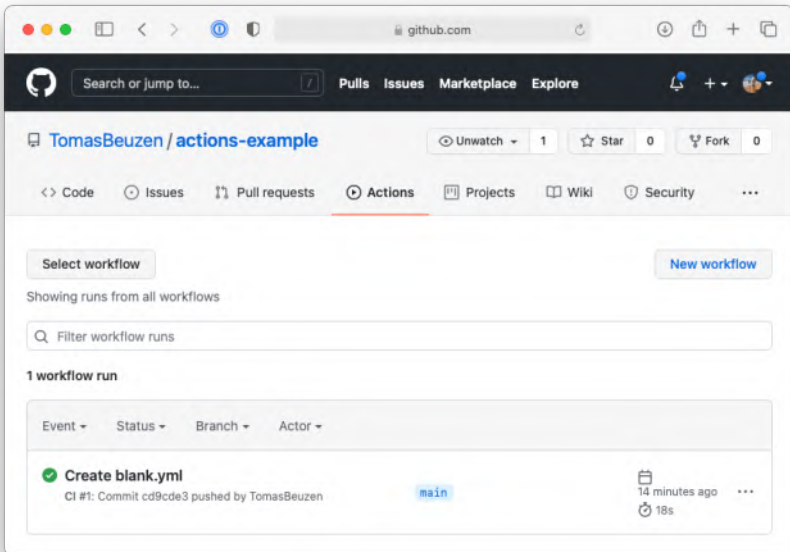 github.com
Search or jump to... /
Pulls Issues Marketplace Explore
TomasBeuzen / actions-example
Unwatch 1 Star 0 Fork 0
<> Code Issues Pull requests Actions Projects Wiki Security ...
Select workflow
New workflow
Showing runs from all workflows
Filter workflow runs
1 workflow run
Event Status Branch Actor
Create blank.yml
CI #1: Commit cd9cde3 pushed by TomasBeuzen
main
14 minutes ago ...
18s